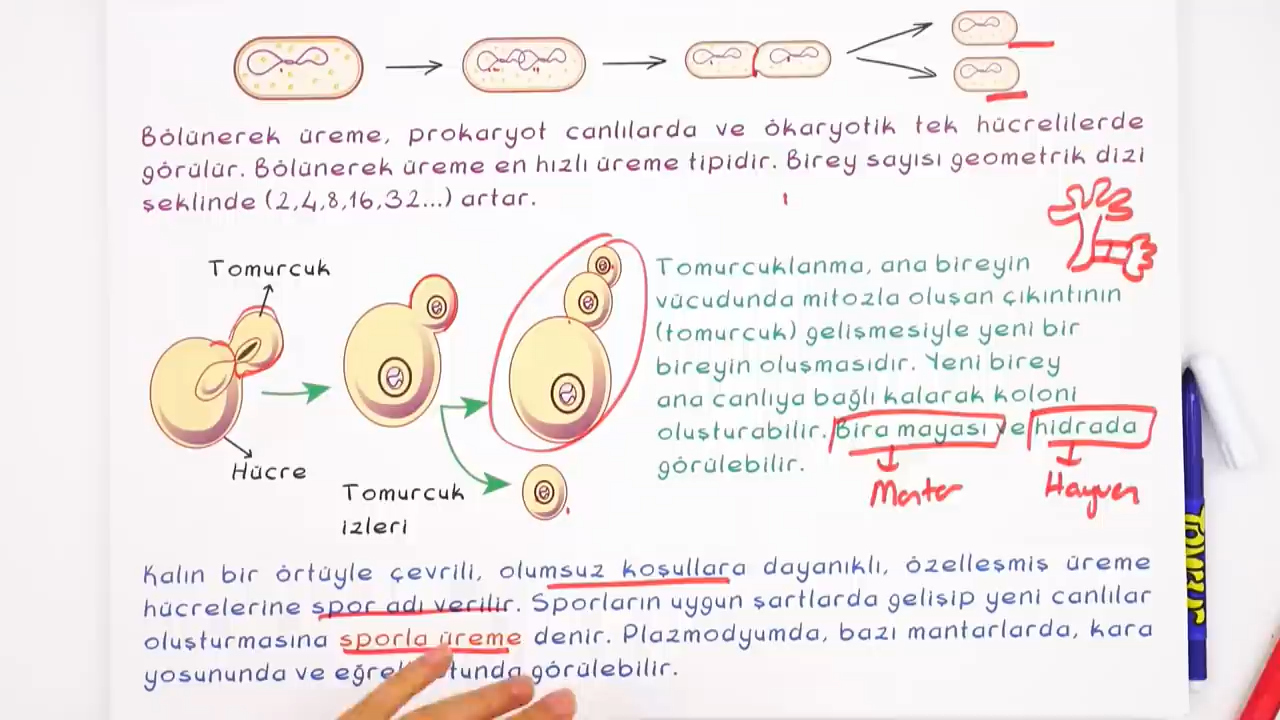 Bölünerek üreme, prokaryot canlılarda ve ökaryotik tek hücrelilerde
görülür. Bölünerek üreme en hızlı üreme tipidir. Birey sayısı geometrik dizi
şeklinde (2,4,8,16,32...) artar.
Tomurcuk
Hücre
Tomurcuk
izleri
Tomurcuklanma, ana bireyin
vücudunda mitozla oluşan çıkıntının
(tomurcuk) gelişmesiyle yeni bir
bireyin oluşmasıdır. Yeni birey
ana canlıya bağlı kalarak koloni
oluşturabilir. Bira mayası ve hidrada
görülebilir.
Mantar
Hayvan
Kalın bir örtüyle çevrili, olumsuz koşullara dayanıklı, özelleşmiş üreme
hücrelerine spor adı verilir. Sporların uygun şartlarda gelişip yeni canlılar
oluşturmasına sporla üreme denir. Plazmodyumda, bazı mantarlarda, kara
yosununda ve görülebilir.